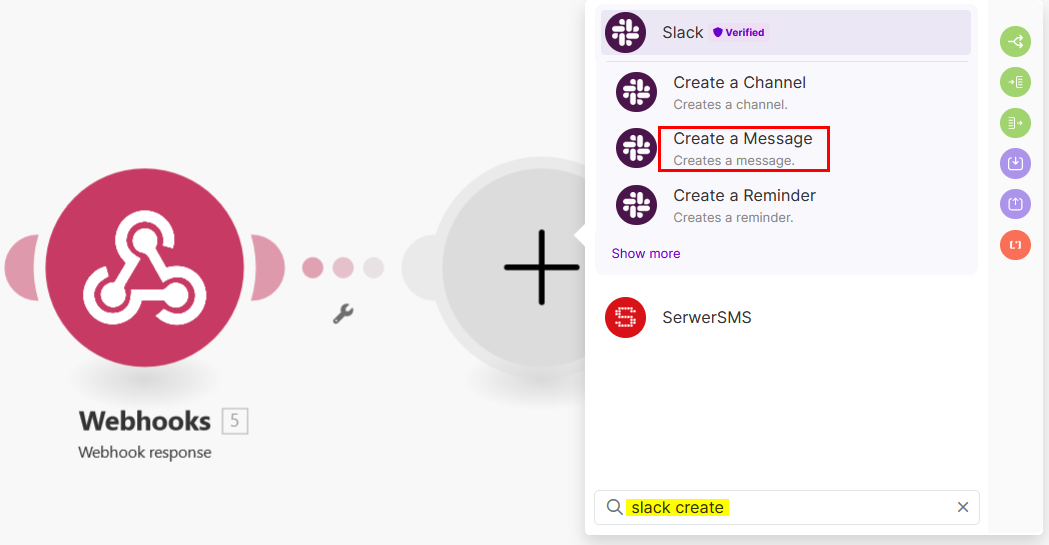 Slack Verified
Create a Channel
Creates a channel.
Create a Message
Creates a message.
Create a Reminder
Creates a reminder.
Show more
SerwerSMS
slack create
Webhooks 5
Webhook response